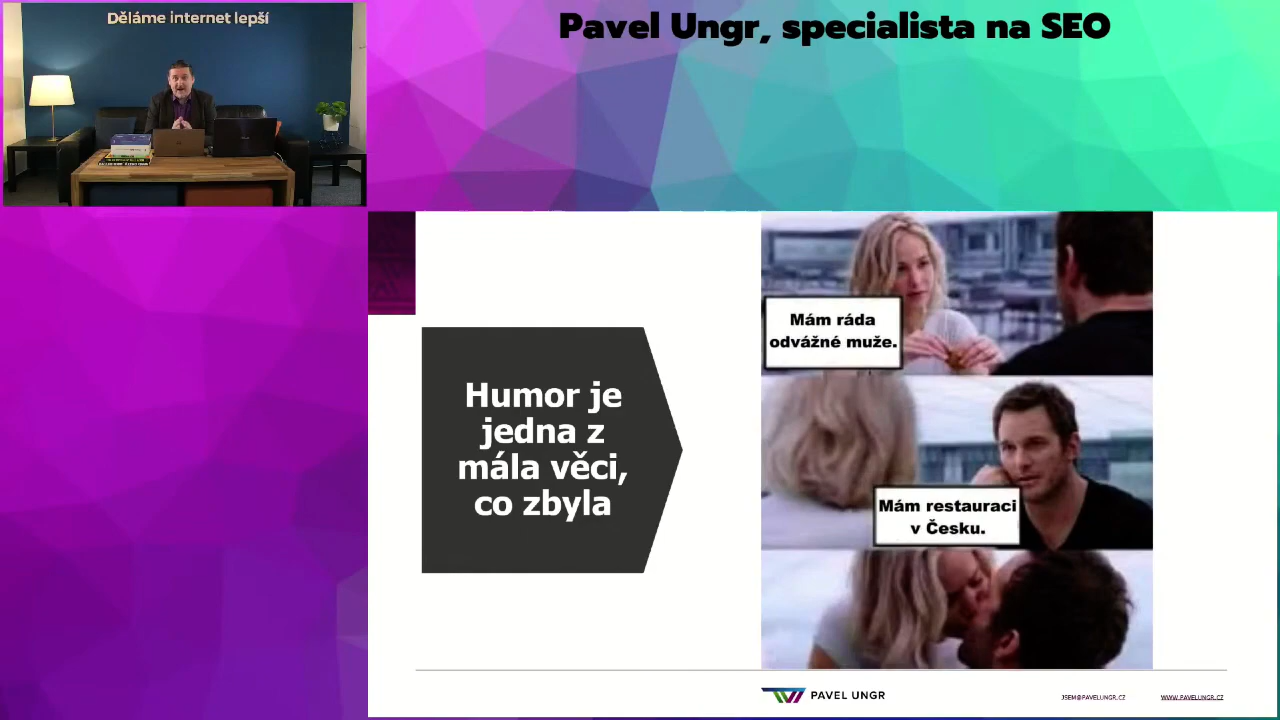 Děláme internet lepší
Pavel Ungr, specialista na SEO
Humor je
jedna z
mála věci,
co zbyla
Mám ráda
odvážné muže.
Mám restauraci
v Česku.
PAVEL UNGR
JSEM@PAVELUNGR.CZ
WWW.PAVELUNGR.CZ